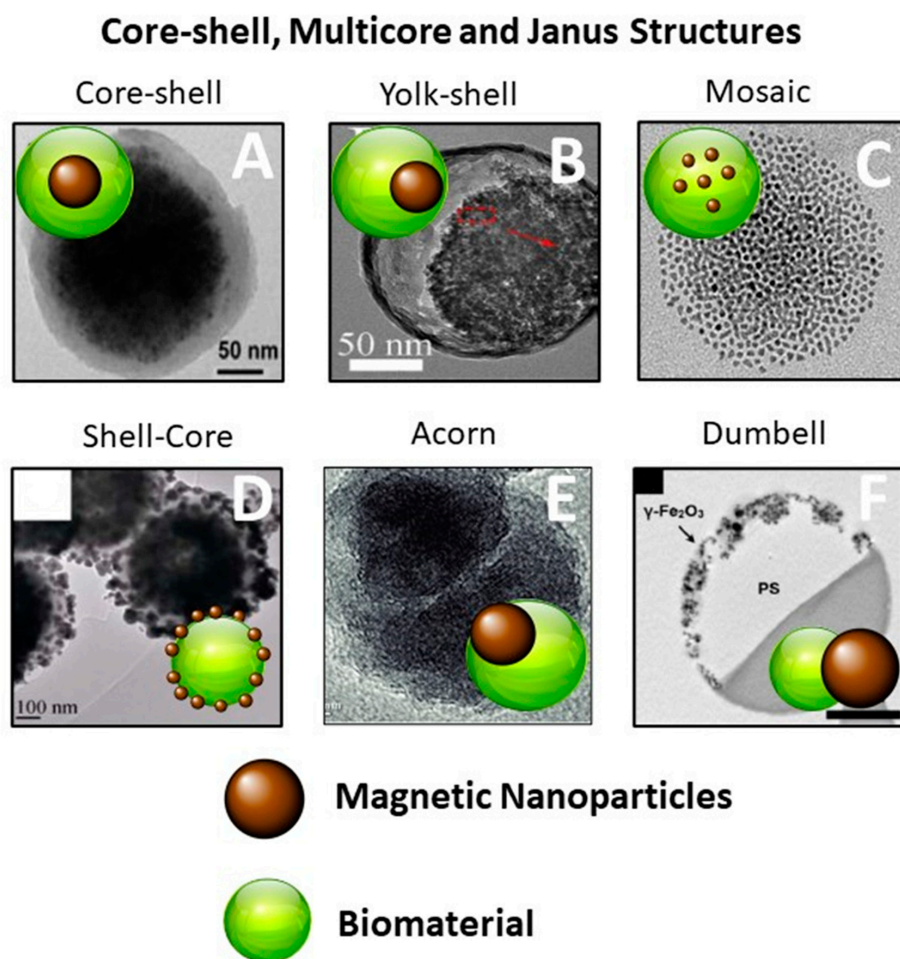 Core-shell, Multicore and Janus Structures
Core-shell
Yolk-shell
Mosaic
A
B
C
50 nm
50 nm
Shell-Core
Acorn
Dumbell
D
E
F
γ-Fe₂O₃
PS
100 nm
nm
Magnetic Nanoparticles
Biomaterial